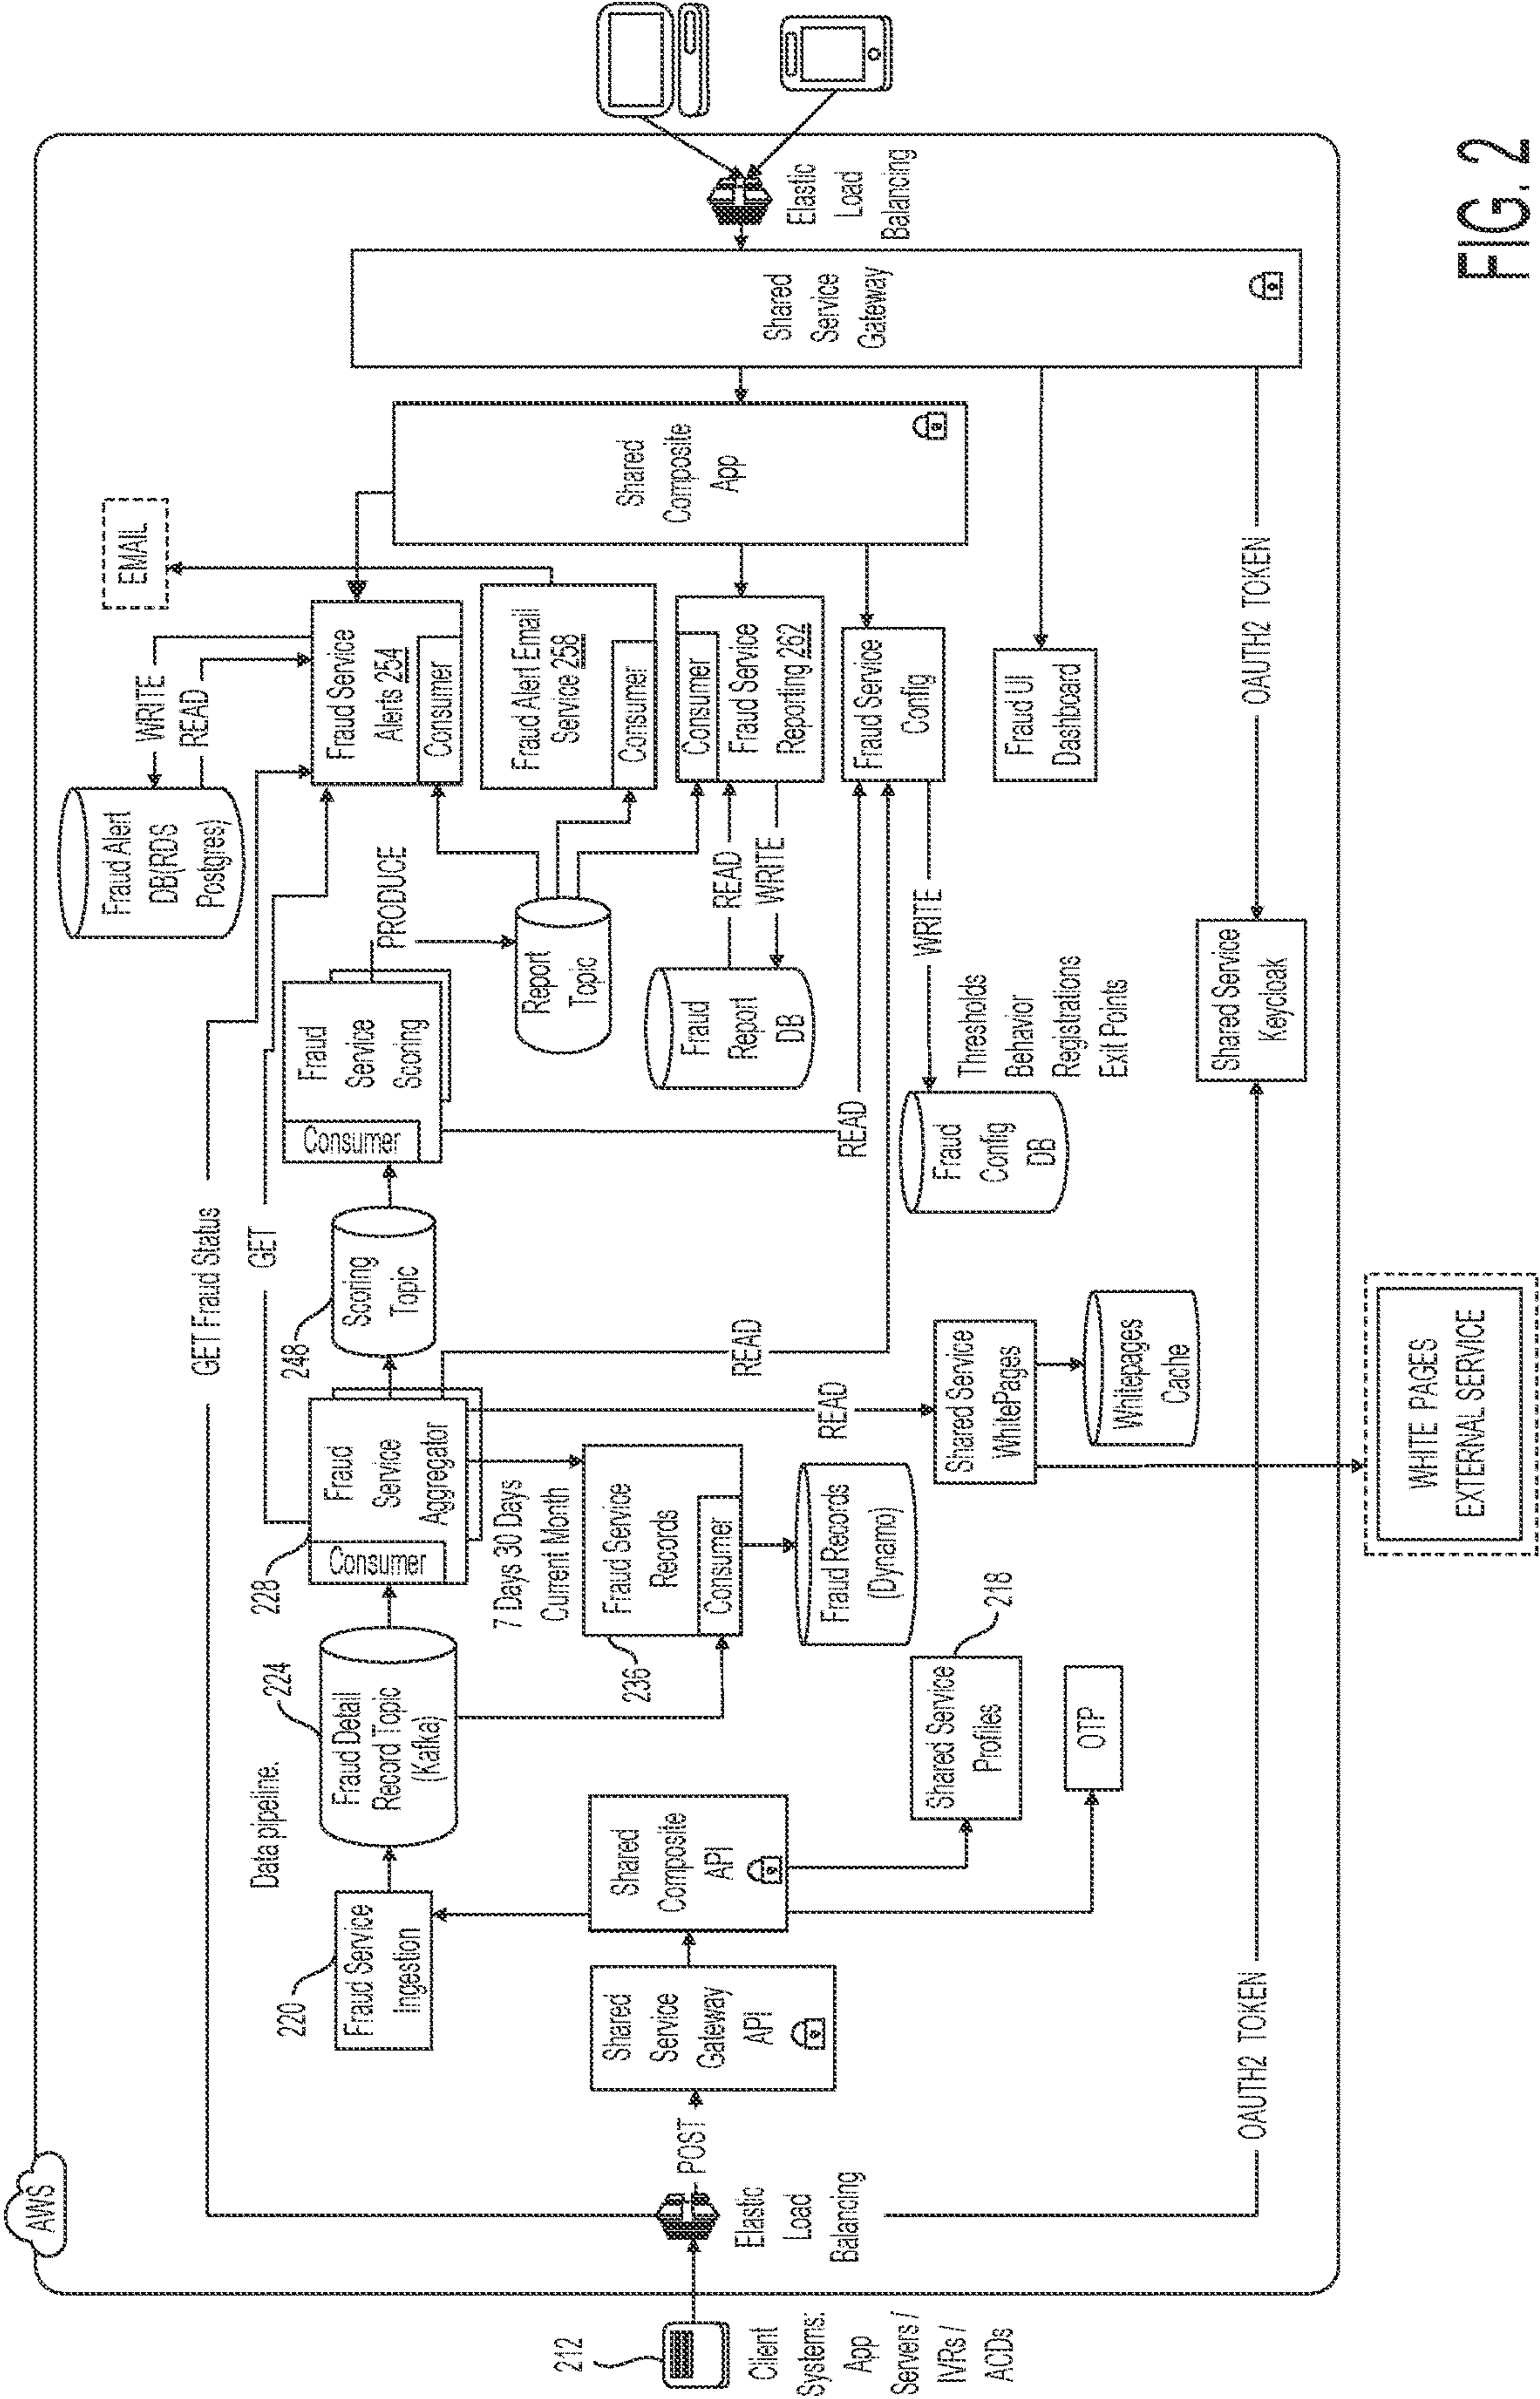 AWS
212
Client
Systems:
App
Servers /
IVRs /
ACDs
Elastic
Load
Balancing
POST
GET Fraud Status
OAUTH2 TOKEN
Shared
Service
Gateway
API
Shared
Composite
API
220
Fraud Service
Ingestion
Data pipeline.
224
Fraud Detail
Record Topic
(Kafka)
Shared Service
Profiles
218
OTP
228
Consumer
Fraud
Service
Aggregator
GET
7 Days 30 Days
Current Month
236
Fraud Service
Records
Consumer
Fraud Records
(Dynamo)
READ
READ
Shared Service
WhitePages
Whitepages
Cache
WHITE PAGES
EXTERNAL SERVICE
248
Scoring
Topic
Consumer
Fraud
Service
Scoring
READ
PRODUCE
Report
Topic
Fraud
Report
DB
READ
WRITE
Fraud
Config
DB
Thresholds
Behavior
Registrations
Exit Points
WRITE
Shared Service
Keycloak
OAUTH2 TOKEN
Fraud Alert
DB(RDS
Postgres)
WRITE
READ
EMAIL
Fraud Service
Alerts 254
Consumer
Fraud Alert Email
Service 258
Consumer
Consumer
Fraud Service
Reporting 262
Fraud Service
Config
Fraud UI
Dashboard
Shared
Composite
App
Shared
Service
Gateway
Elastic
Load
Balancing
FIG. 2